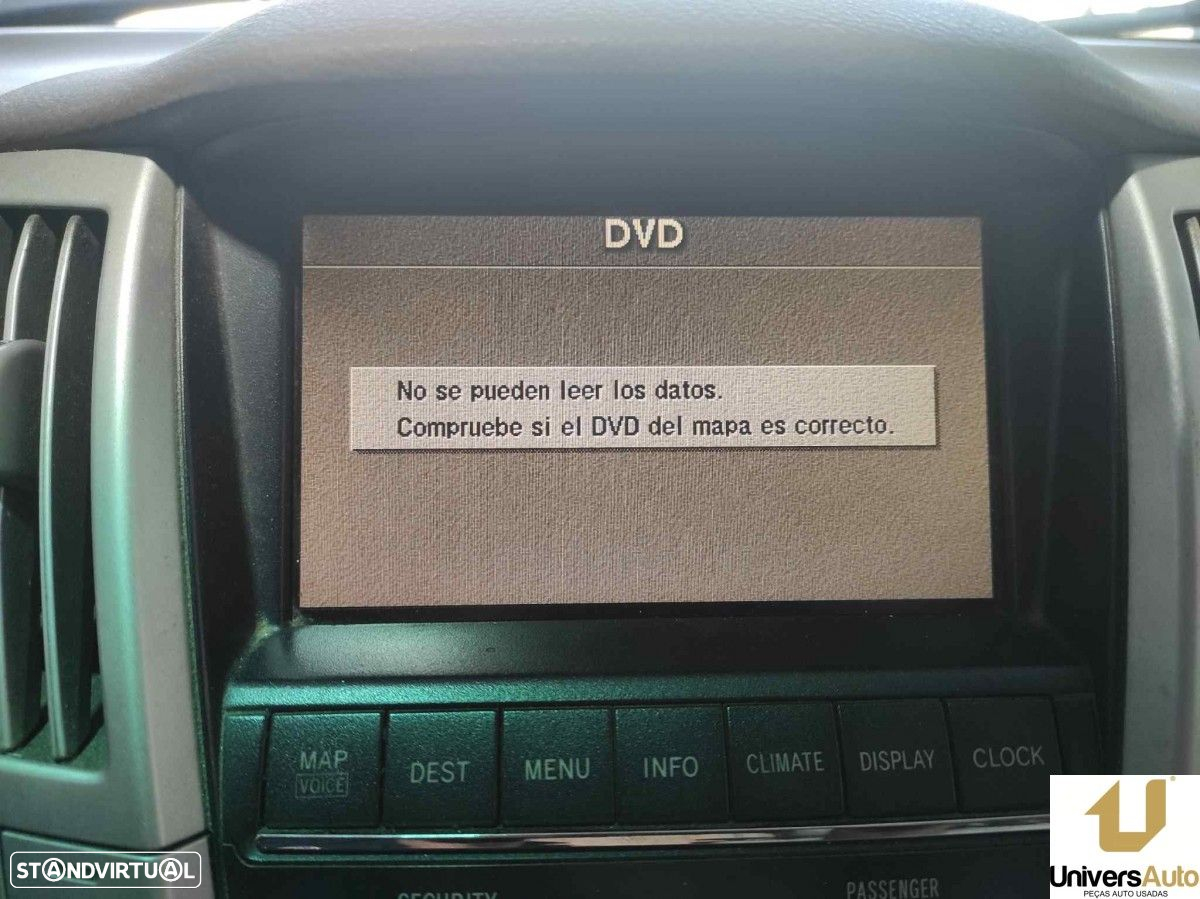 DVD
No se pueden leer los datos.
Compruebe si el DVD del mapa es correcto.
MAP
VOICE
DEST
MENU
INFO
CLIMATE
DISPLAY
CLOCK
SECURITY
PASSENGER
STANDVIRTUAL
UniversAuto
PEÇAS AUTO USADAS